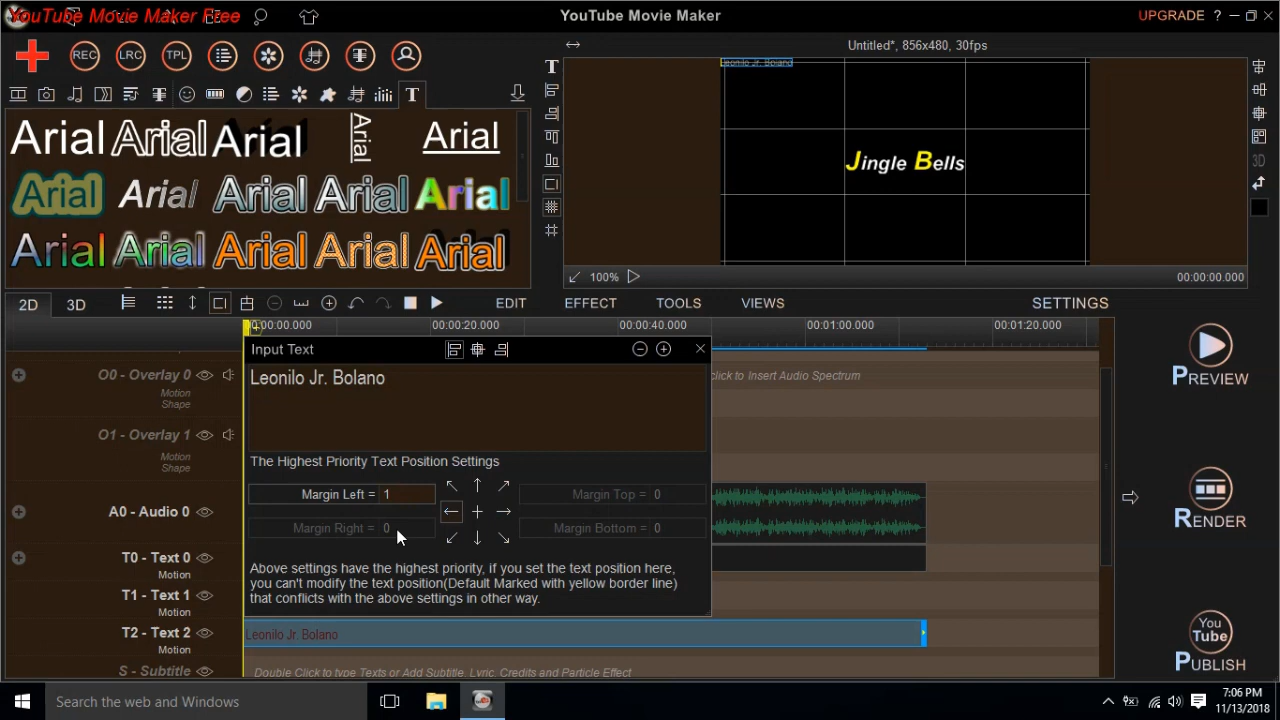 YouTube Movie Maker Free
YouTube Movie Maker
UPGRADE ?
REC LRC TPL
Untitled*, 856x480, 30fps
T
T
Arial Arial Arial Arial Arial
Arial Arial Arial Arial Arial
Arial Arial Arial Arial Arial
Leonilo Jr. Bolano
Jingle Bells
3D
100%
00:00:00.000
2D 3D
EDIT EFFECT TOOLS VIEWS SETTINGS
00:00:00.000 00:00:20.000 00:00:40.000 00:01:00.000 00:01:20.000
Input Text
Leonilo Jr. Bolano
The Highest Priority Text Position Settings
Margin Left = 1
Margin Top = 0
Margin Right = 0
Margin Bottom = 0
Above settings have the highest priority, if you set the text position here,
you can't modify the text position(Default Marked with yellow border line)
that conflicts with the above settings in other way.
O0 - Overlay 0
Motion
Shape
click to Insert Audio Spectrum
O1 - Overlay 1
Motion
Shape
A0 - Audio 0
T0 - Text 0
Motion
T1 - Text 1
Motion
T2 - Text 2
Motion
Leonilo Jr. Bolano
S - Subtitle
Double Click to type Texts or Add Subtitle, Lyric, Credits and Particle Effect
PREVIEW
RENDER
You
Tube
PUBLISH
Search the web and Windows
7:06 PM
11/13/2018